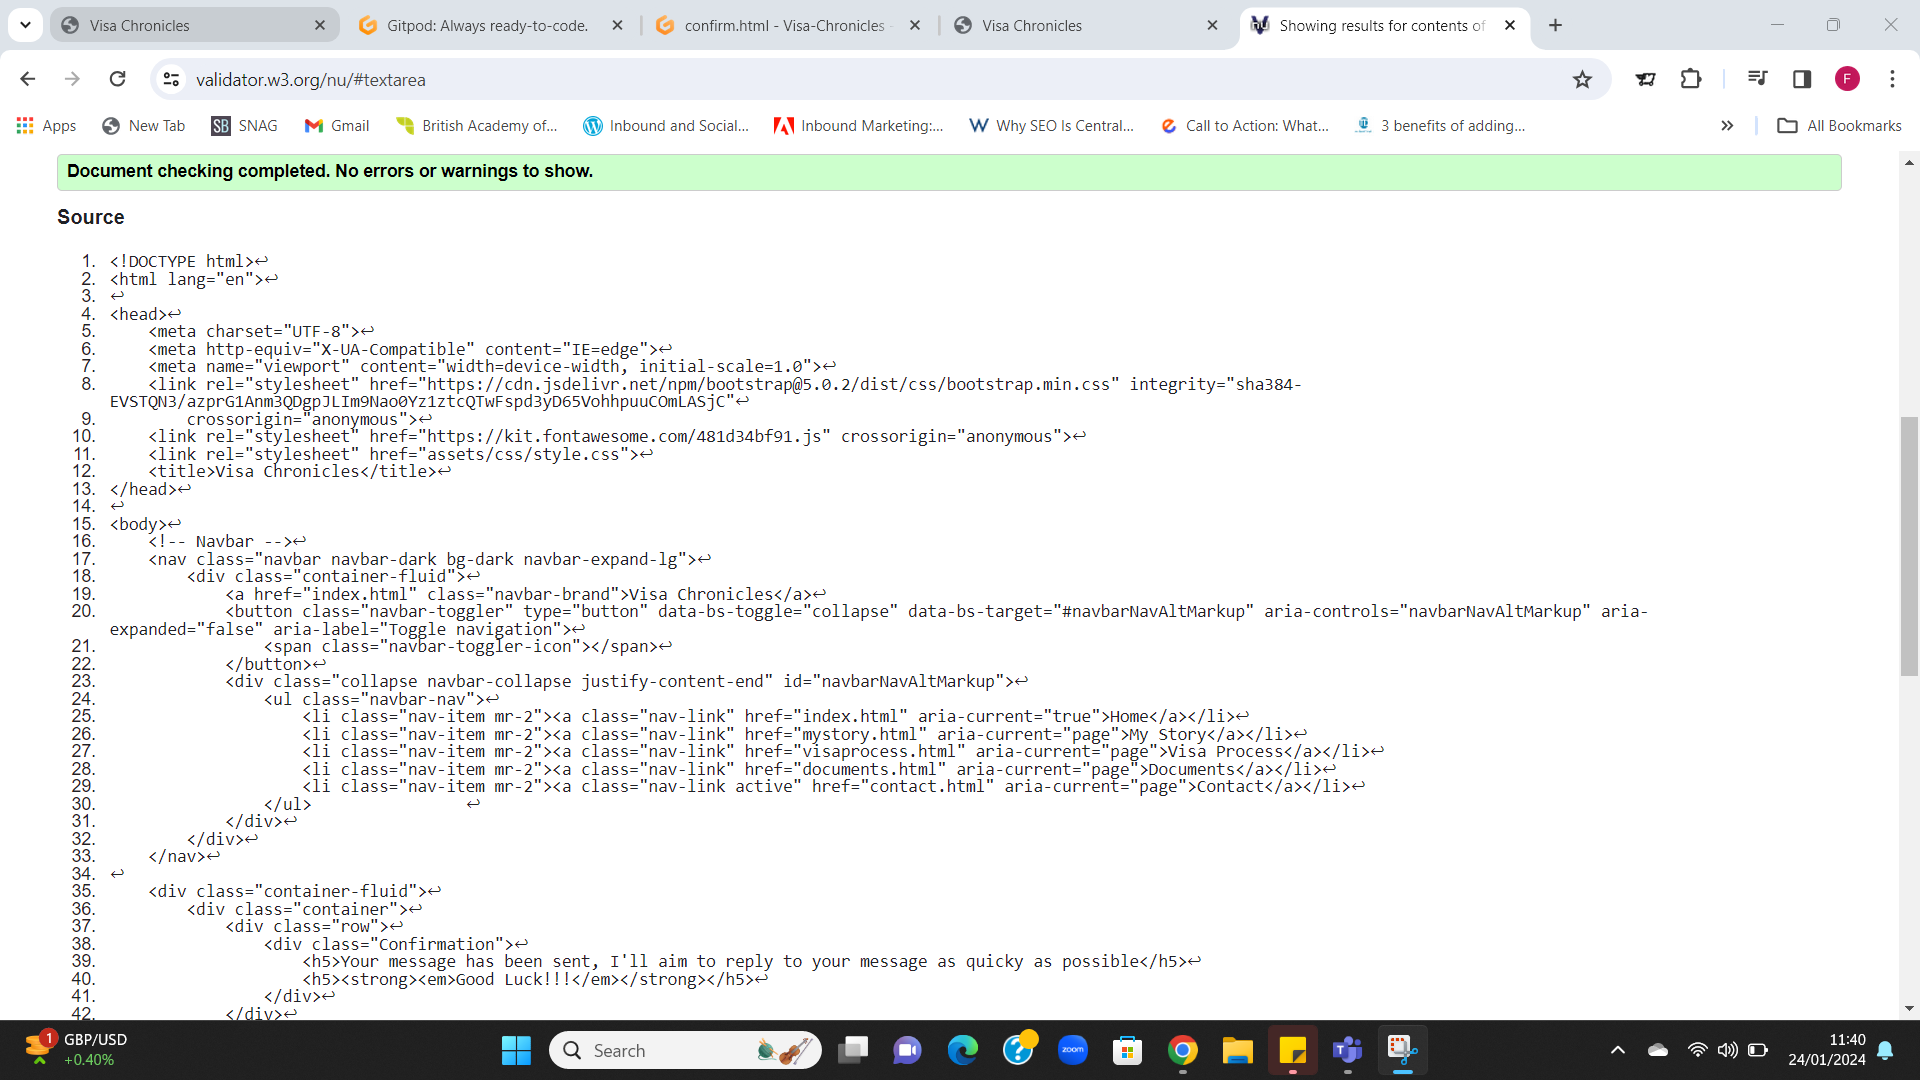 Visa Chronicles
Gitpod: Always ready-to-code.
confirm.html - Visa-Chronicles -
Visa Chronicles
Showing results for contents of
validator.w3.org/nu/#textarea
F
Apps
New Tab
SB SNAG
Gmail
British Academy of...
Inbound and Social...
Inbound Marketing:...
Why SEO Is Central...
Call to Action: What...
3 benefits of adding...
All Bookmarks
Document checking completed. No errors or warnings to show.
Source
1. <!DOCTYPE html>↩
2. <html lang="en">↩
3. ↩
4. <head>↩
5.     <meta charset="UTF-8">↩
6.     <meta http-equiv="X-UA-Compatible" content="IE=edge">↩
7.     <meta name="viewport" content="width=device-width, initial-scale=1.0">↩
8.     <link rel="stylesheet" href="https://cdn.jsdelivr.net/npm/bootstrap@5.0.2/dist/css/bootstrap.min.css" integrity="sha384-
EVSTQN3/azprG1Anm3QDgpJLIm9Nao0Yz1ztcQTwFspd3yD65VohhpuuCOmLASjC"↩
9.         crossorigin="anonymous">↩
10.     <link rel="stylesheet" href="https://kit.fontawesome.com/481d34bf91.js" crossorigin="anonymous">↩
11.     <link rel="stylesheet" href="assets/css/style.css">↩
12.     <title>Visa Chronicles</title>↩
13. </head>↩
14. ↩
15. <body>↩
16.     <!-- Navbar -->↩
17.     <nav class="navbar navbar-dark bg-dark navbar-expand-lg">↩
18.         <div class="container-fluid">↩
19.             <a href="index.html" class="navbar-brand">Visa Chronicles</a>↩
20.             <button class="navbar-toggler" type="button" data-bs-toggle="collapse" data-bs-target="#navbarNavAltMarkup" aria-controls="navbarNavAltMarkup" aria-
expanded="false" aria-label="Toggle navigation">↩
21.                 <span class="navbar-toggler-icon"></span>↩
22.             </button>↩
23.             <div class="collapse navbar-collapse justify-content-end" id="navbarNavAltMarkup">↩
24.                 <ul class="navbar-nav">↩
25.                     <li class="nav-item mr-2"><a class="nav-link" href="index.html" aria-current="true">Home</a></li>↩
26.                     <li class="nav-item mr-2"><a class="nav-link" href="mystory.html" aria-current="page">My Story</a></li>↩
27.                     <li class="nav-item mr-2"><a class="nav-link" href="visaprocess.html" aria-current="page">Visa Process</a></li>↩
28.                     <li class="nav-item mr-2"><a class="nav-link" href="documents.html" aria-current="page">Documents</a></li>↩
29.                     <li class="nav-item mr-2"><a class="nav-link active" href="contact.html" aria-current="page">Contact</a></li>↩
30.                 </ul>                ↩
31.             </div>↩
32.         </div>↩
33.     </nav>↩
34. ↩
35.     <div class="container-fluid">↩
36.         <div class="container">↩
37.             <div class="row">↩
38.                 <div class="Confirmation">↩
39.                     <h5>Your message has been sent, I'll aim to reply to your message as quicky as possible</h5>↩
40.                     <h5><strong><em>Good Luck!!!</em></strong></h5>↩
41.                 </div>↩
42.             </div>↩
1
GBP/USD
+0.40%
Search
zoom
11:40
24/01/2024